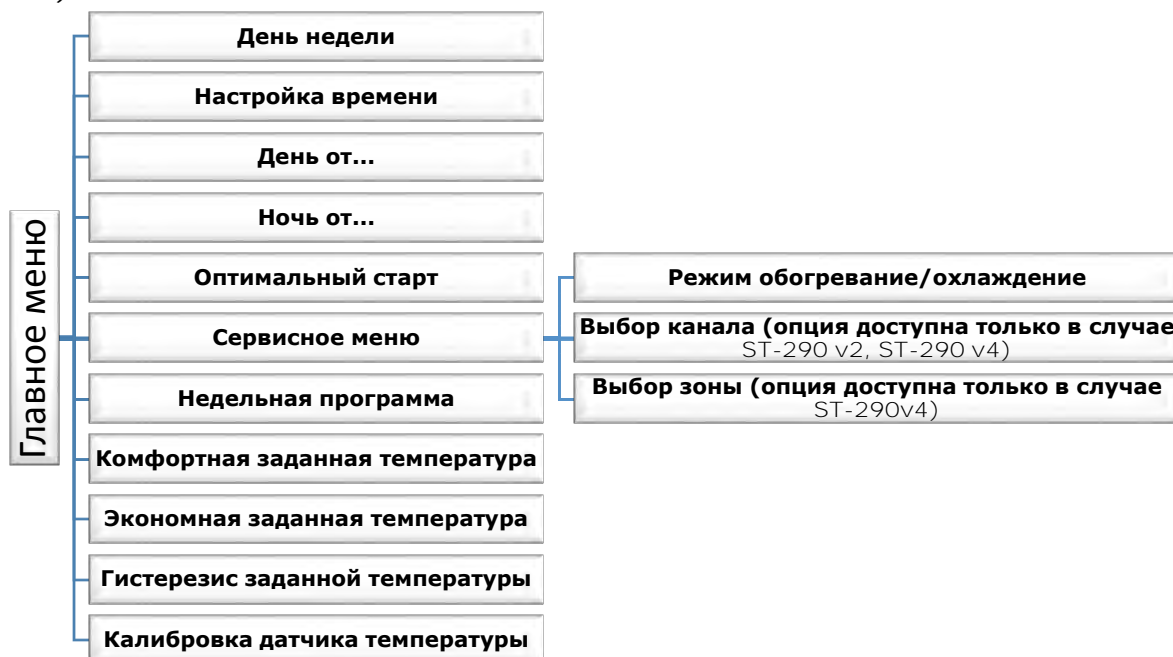 Главное меню
День недели
Настройка времени
День от...
Ночь от...
Оптимальный старт
Сервисное меню
Недельная программа
Комфортная заданная температура
Экономная заданная температура
Гистерезис заданной температуры
Калибровка датчика температуры
Режим обогревание/охлаждение
Выбор канала (опция доступна только в случае
ST-290 v2, ST-290 v4)
Выбор зоны (опция доступна только в случае
ST-290v4)